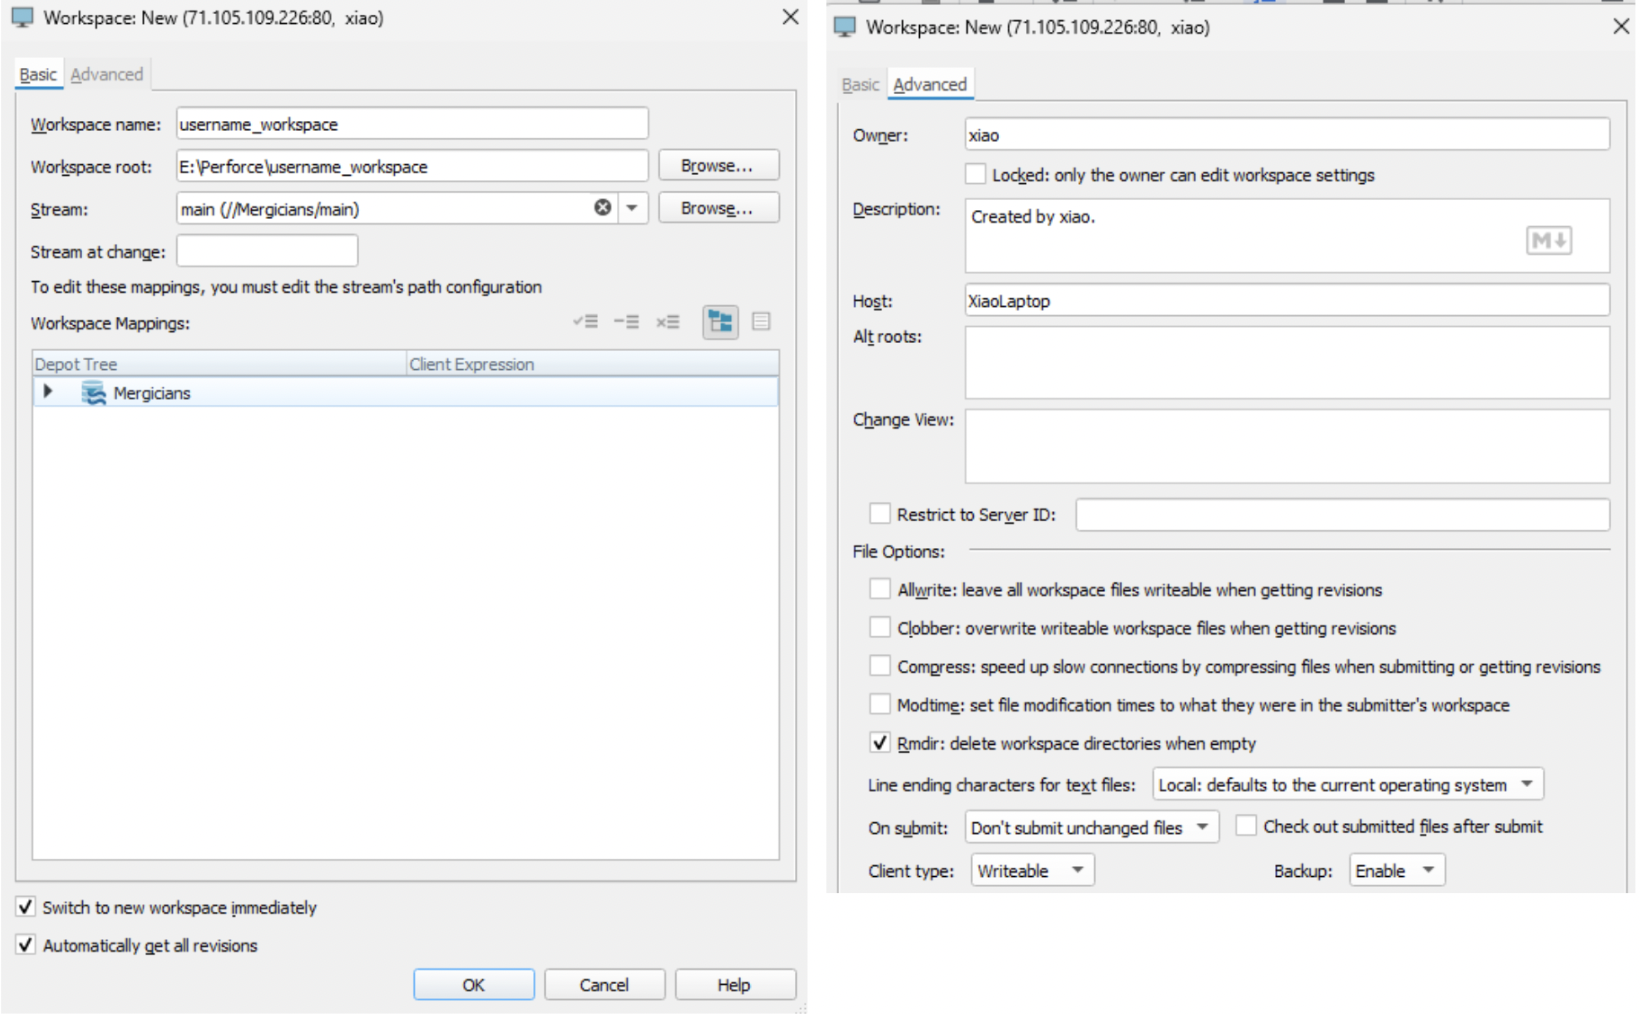 Workspace: New (71.105.109.226:80, xiao)
Basic Advanced
Workspace name: username_workspace
Workspace root: E:\Perforce\username_workspace Browse...
Stream: main (//Mergicians/main) Browse...
Stream at change:
To edit these mappings, you must edit the stream's path configuration
Workspace Mappings:
Depot Tree Client Expression
Mergicians
Switch to new workspace immediately
Automatically get all revisions
OK Cancel Help
Workspace: New (71.105.109.226:80, xiao)
Basic Advanced
Owner: xiao
Locked: only the owner can edit workspace settings
Description: Created by xiao.
M
Host: XiaoLaptop
Alt roots:
Change View:
Restrict to Server ID:
File Options:
Allwrite: leave all workspace files writeable when getting revisions
Clobber: overwrite writeable workspace files when getting revisions
Compress: speed up slow connections by compressing files when submitting or getting revisions
Modtime: set file modification times to what they were in the submitter's workspace
Rmdir: delete workspace directories when empty
Line ending characters for text files: Local: defaults to the current operating system
On submit: Don't submit unchanged files Check out submitted files after submit
Client type: Writeable Backup: Enable